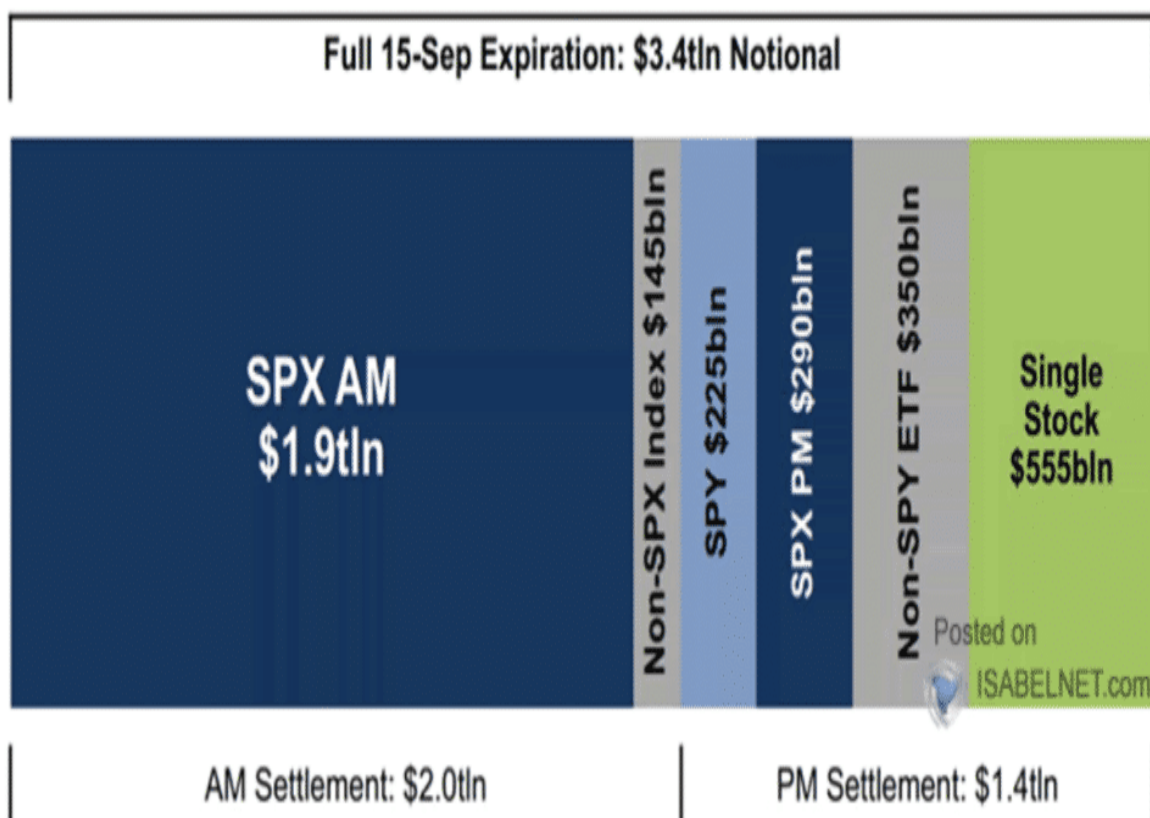 Full 15-Sep Expiration: $3.4tln Notional
SPX AM
$1.9tln
Non-SPX Index $145bln
SPY $225bln
SPX PM $290bln
Non-SPY ETF $350bln
Single
Stock
$555bln
Posted on
ISABELNET.com
AM Settlement: $2.0tln
PM Settlement: $1.4tln